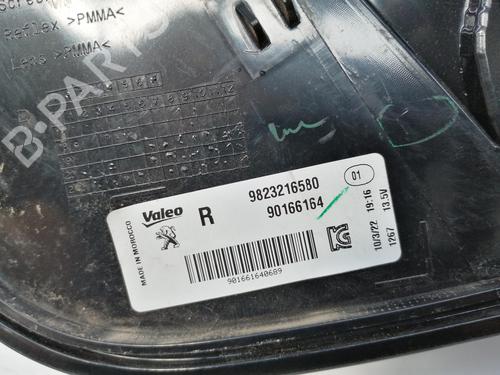 Reflex >PMMA<
Lens >PMMA<
B-PARTS
Valeo
R
9823216580
90166164
01
MADE IN MOROCCO
901661640689
10/3/22 19:16
1267 13.5V